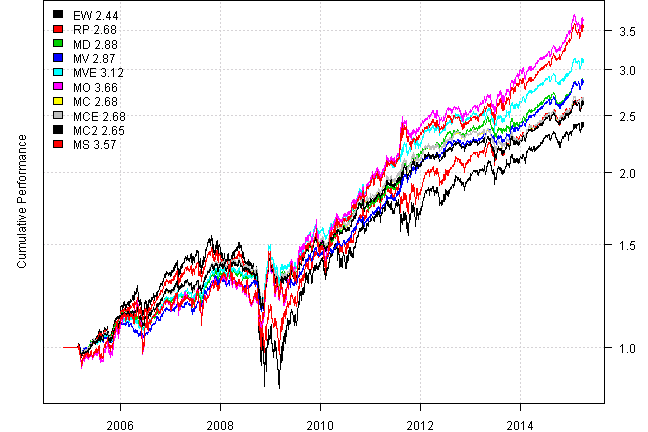 EW 2.44
RP 2.68
MD 2.88
MV 2.87
MVE 3.12
MO 3.66
MC 2.68
MCE 2.68
MC2 2.65
MS 3.57
Cumulative Performance
3.5
3.0
2.5
2.0
1.5
1.0
2006 2008 2010 2012 2014